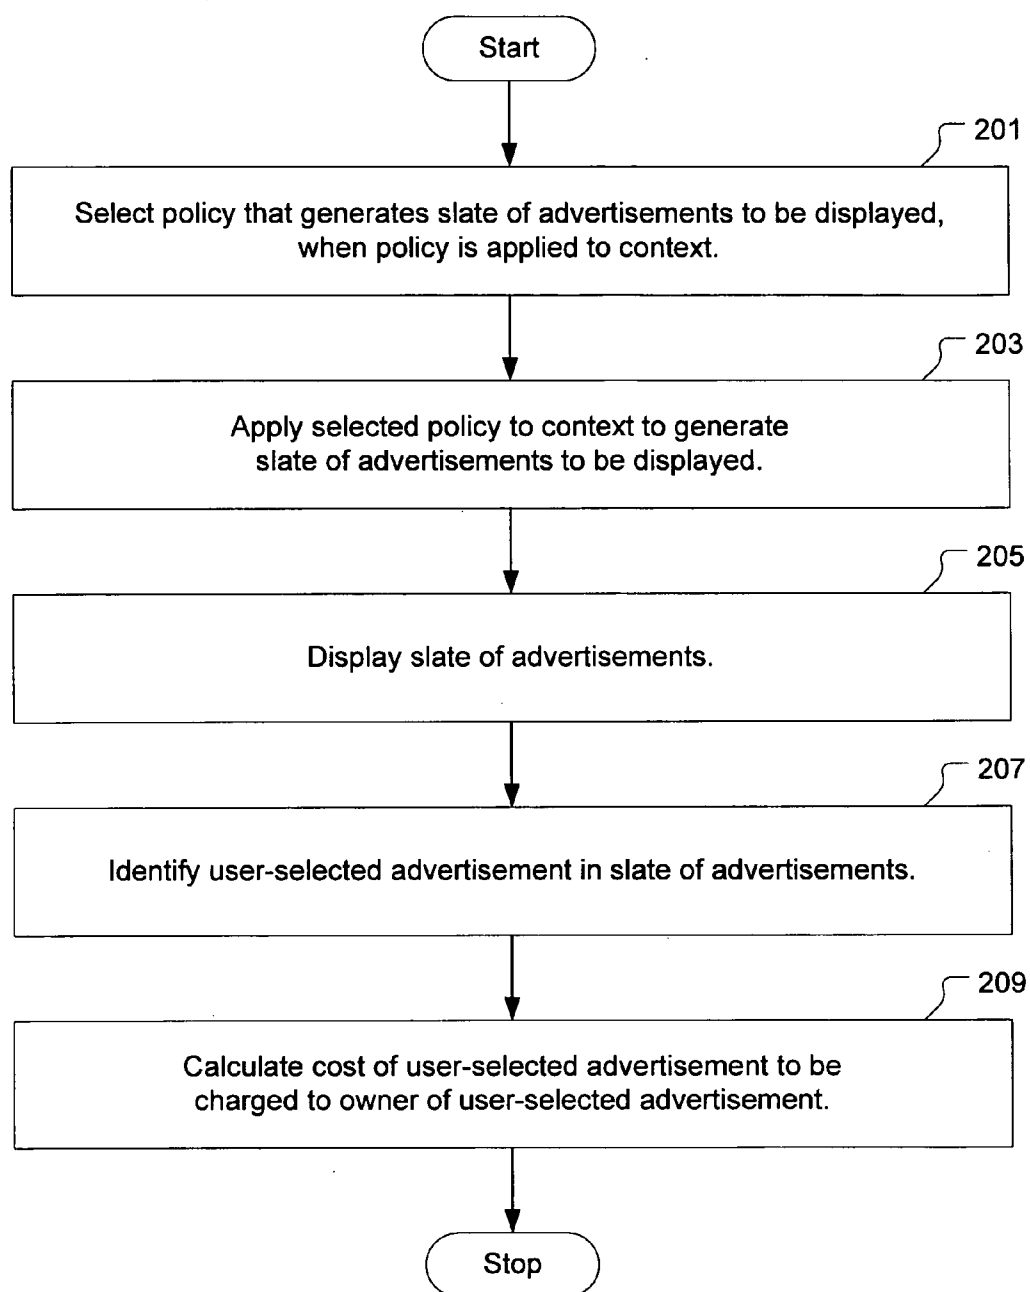 Start
201
Select policy that generates slate of advertisements to be displayed,
when policy is applied to context.
203
Apply selected policy to context to generate
slate of advertisements to be displayed.
205
Display slate of advertisements.
207
Identify user-selected advertisement in slate of advertisements.
209
Calculate cost of user-selected advertisement to be
charged to owner of user-selected advertisement.
Stop